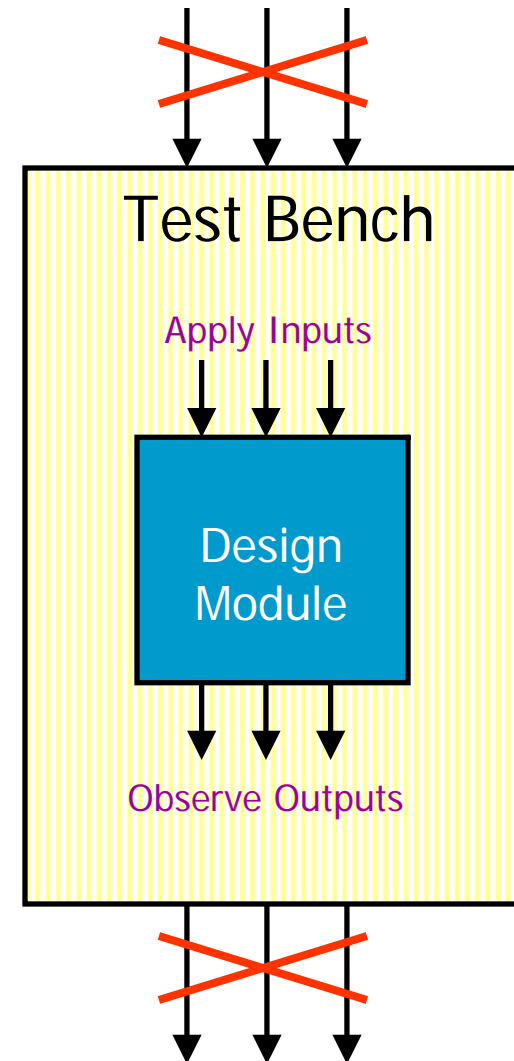 Test Bench
Apply Inputs
Design
Module
Observe Outputs